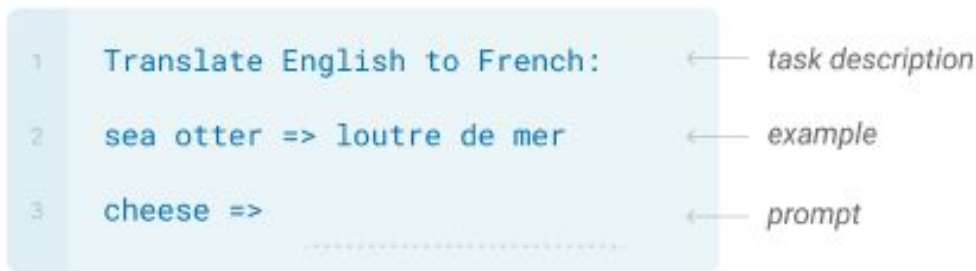 1 Translate English to French: task description
2 sea otter => loutre de mer example
3 cheese => prompt